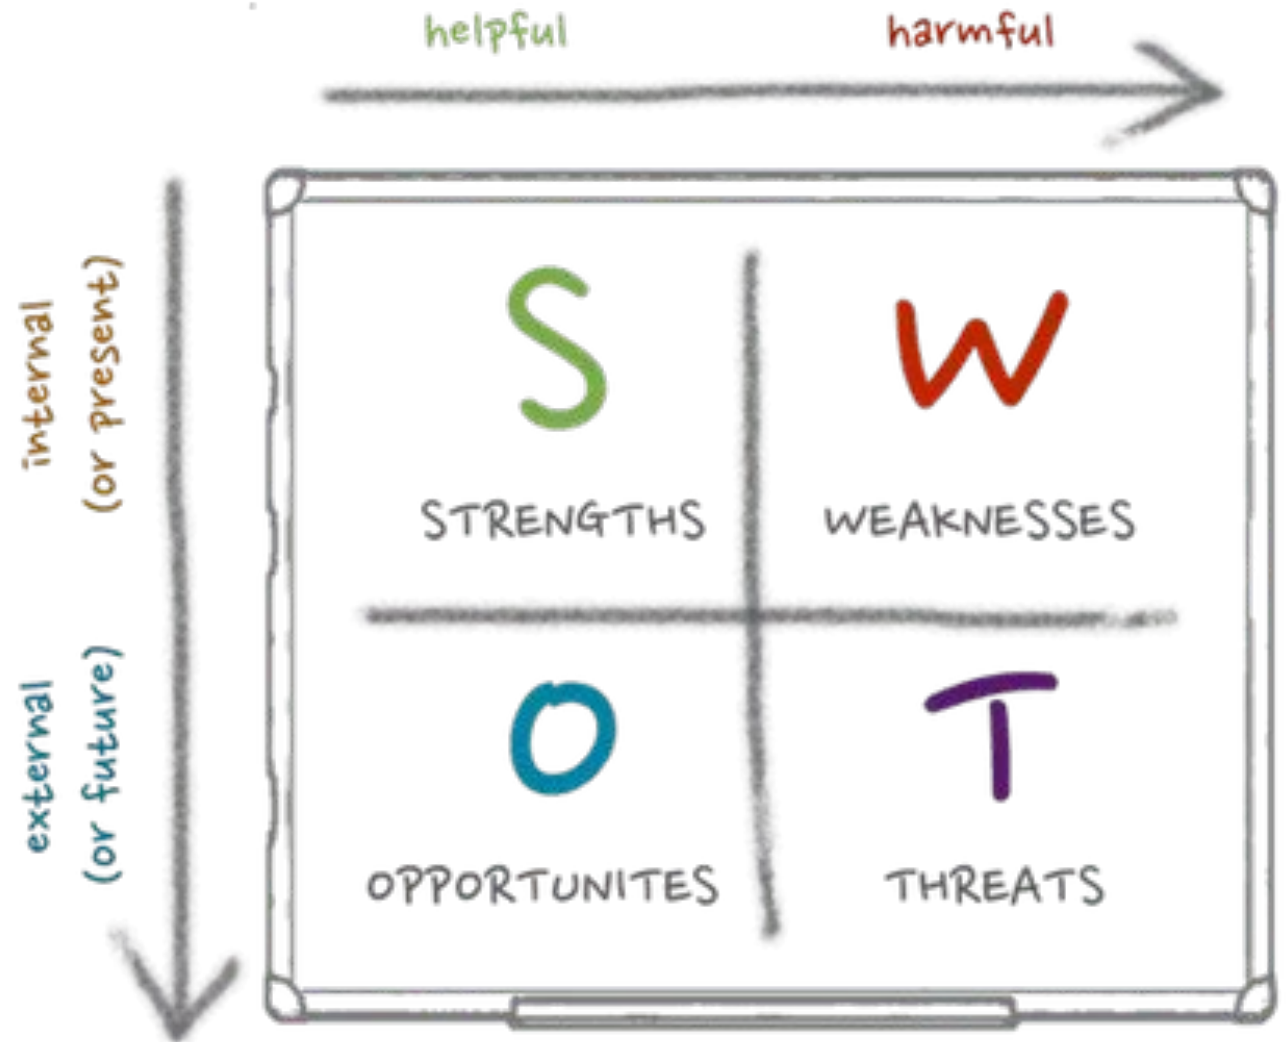 helpful
harmful
internal
(or present)
S
W
STRENGTHS
WEAKNESSES
external
(or future)
O
T
OPPORTUNITES
THREATS